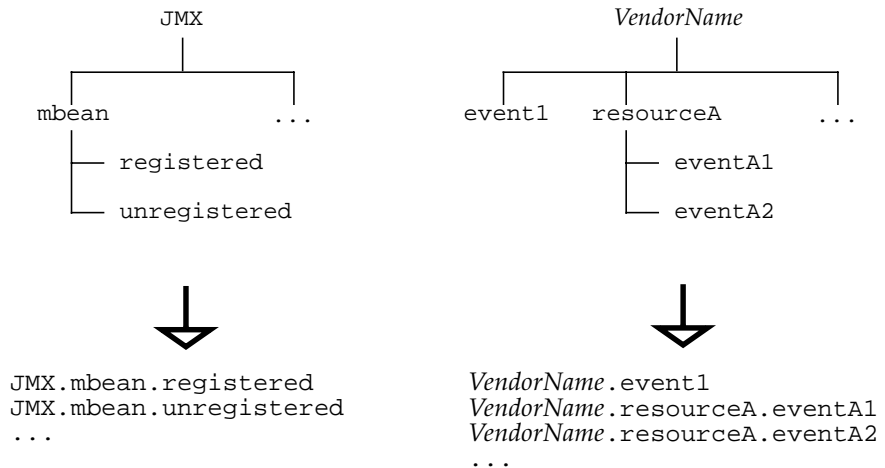 JMX
VendorName
mbean
...
event1
resourceA
...
registered
unregistered
eventA1
eventA2
JMX.mbean.registered
JMX.mbean.unregistered
...
VendorName.event1
VendorName.resourceA.eventA1
VendorName.resourceA.eventA2
...